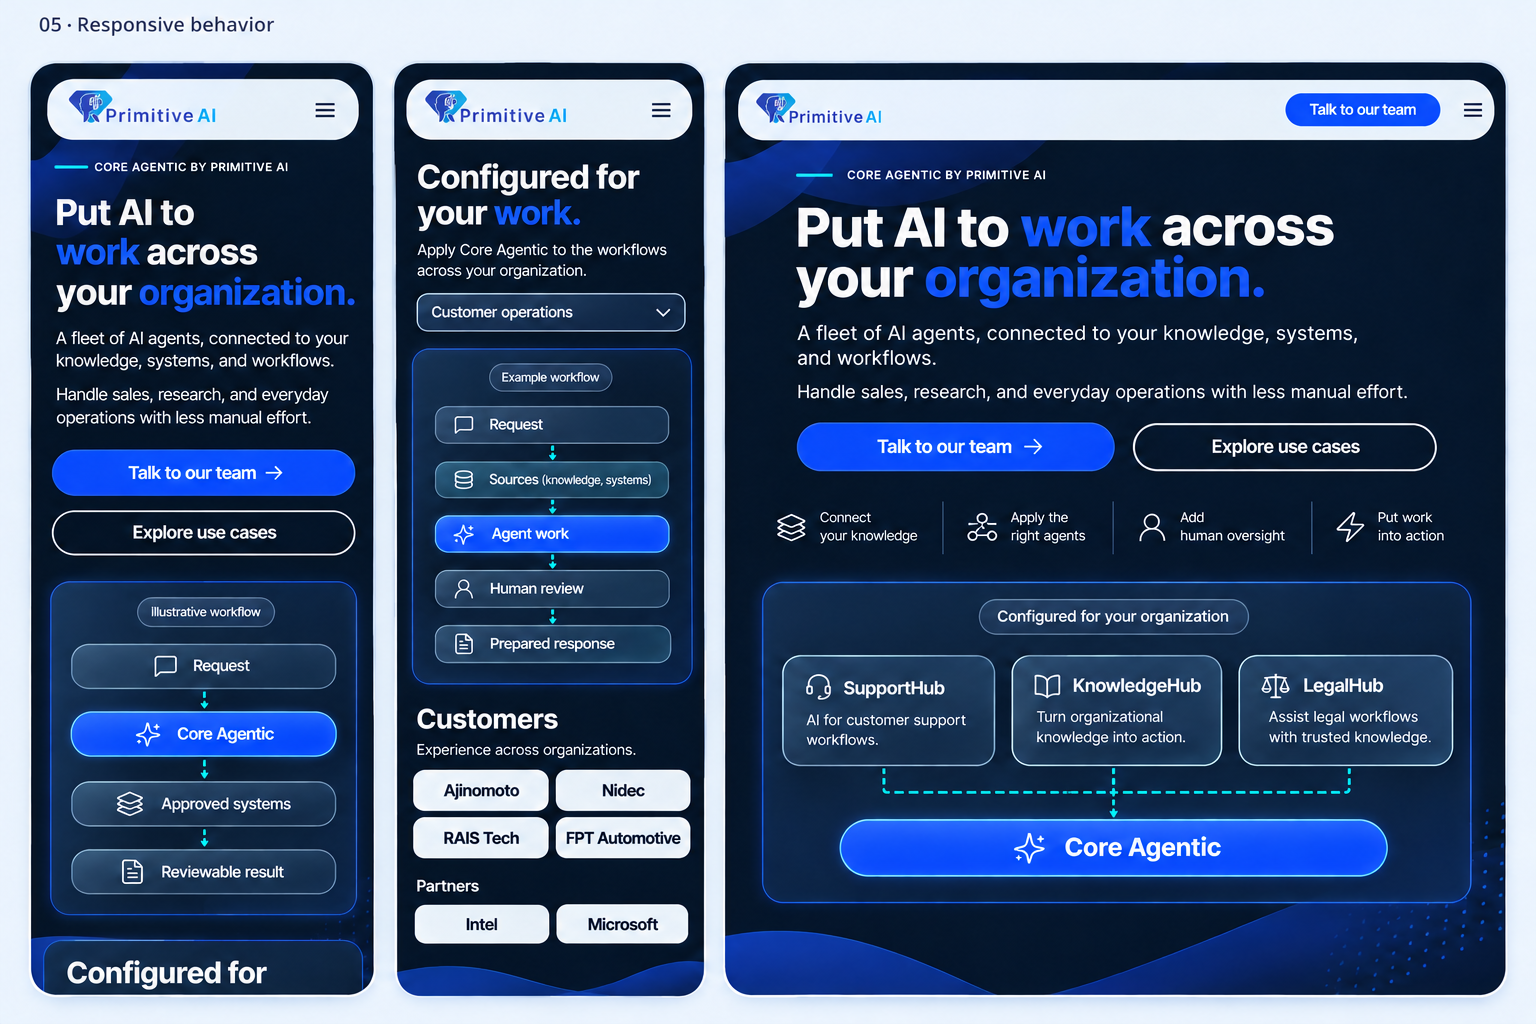 05 · Responsive behavior
Primitive AI
CORE AGENTIC BY PRIMITIVE AI
Put AI to
work across
your organization.
A fleet of AI agents, connected to your
knowledge, systems, and workflows.
Handle sales, research, and everyday
operations with less manual effort.
Talk to our team →
Explore use cases
Illustrative workflow
Request
Core Agentic
Approved systems
Reviewable result
Configured for
Primitive AI
Configured for
your work.
Apply Core Agentic to the workflows
across your organization.
Customer operations
Example workflow
Request
Sources (knowledge, systems)
Agent work
Human review
Prepared response
Customers
Experience across organizations.
Ajinomoto
Nidec
RAIS Tech
FPT Automotive
Partners
Intel
Microsoft
Primitive AI
Talk to our team
CORE AGENTIC BY PRIMITIVE AI
Put AI to work across
your organization.
A fleet of AI agents, connected to your knowledge, systems,
and workflows.
Handle sales, research, and everyday operations with less manual effort.
Talk to our team →
Explore use cases
Connect
your knowledge
Apply the
right agents
Add
human oversight
Put work
into action
Configured for your organization
SupportHub
AI for customer support
workflows.
KnowledgeHub
Turn organizational
knowledge into action.
LegalHub
Assist legal workflows
with trusted knowledge.
Core Agentic